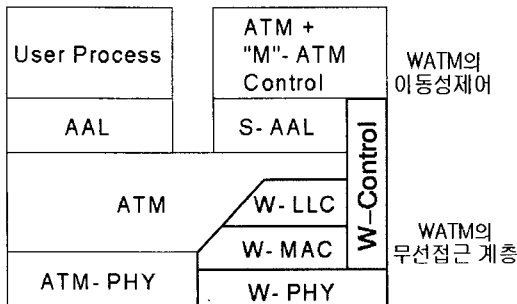 User Process
ATM +
"M"- ATM
Control
WATM의
이동성제어
AAL
S- AAL
W-Control
ATM
W- LLC
W- MAC
WATM의
무선접근 계층
ATM- PHY
W- PHY